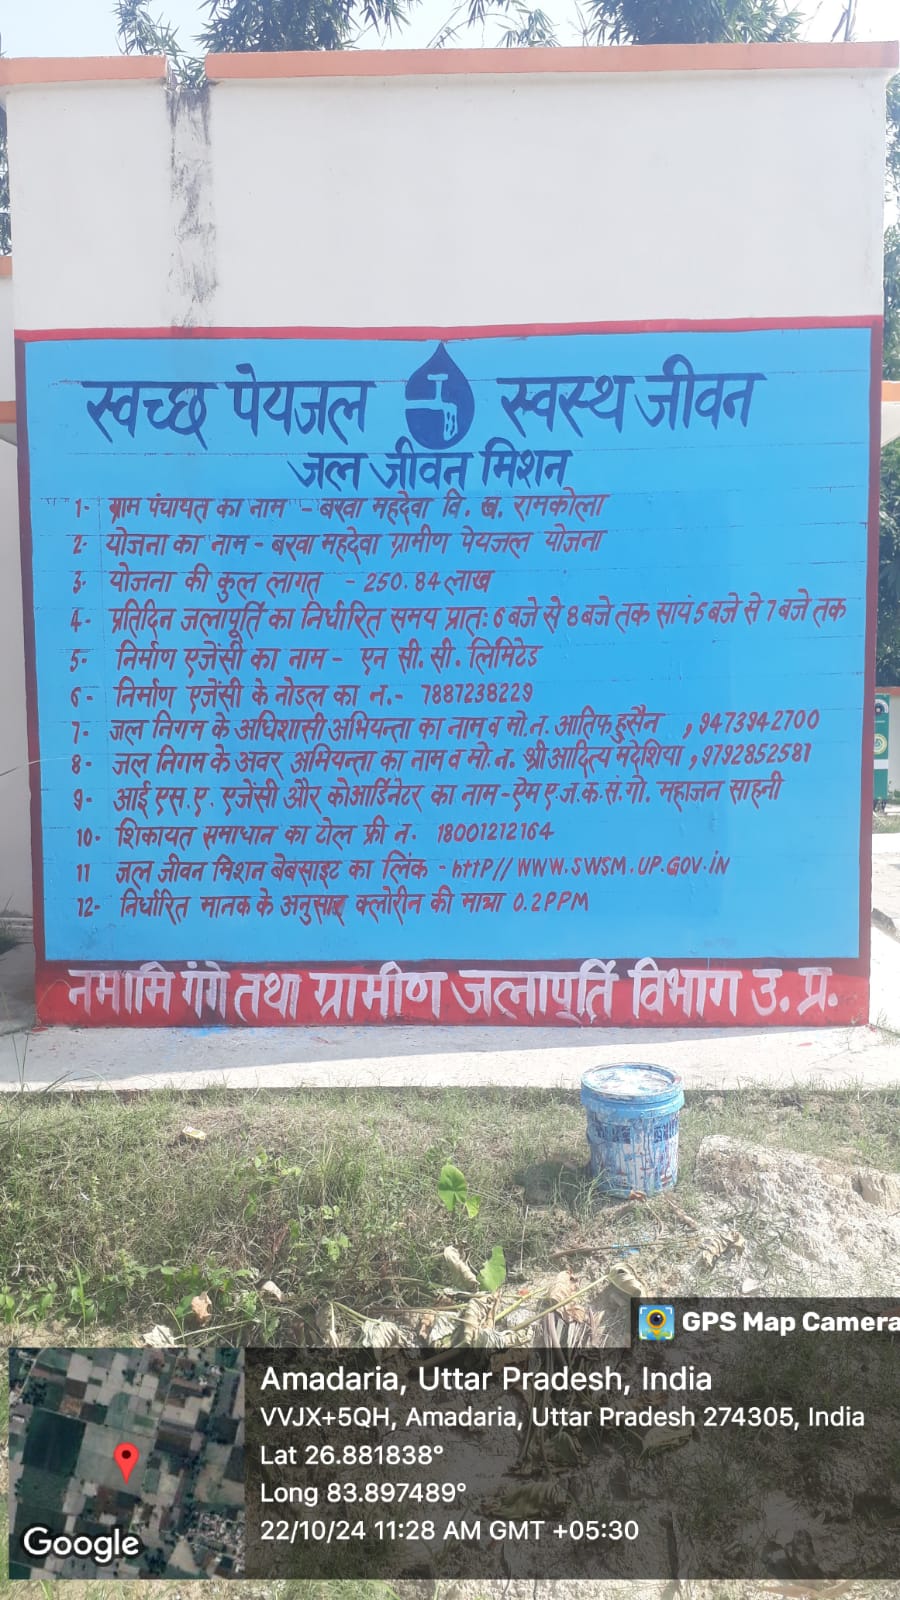 स्वच्छ पेयजल स्वस्थ जीवन
जल जीवन मिशन
1- ग्राम पंचायत का नाम - बरवा महदेवा वि. ख. रामकोला
2- योजना का नाम - बरवा महदेवा ग्रामीण पेयजल योजना
3- योजना की कुल लागत - 250.84 लाख
4- प्रतिदिन जलापूर्ति का निर्धारित समय प्रात: 6 बजे से 8 बजे तक सायं 5 बजे से 7 बजे तक
5- निर्माण एजेंसी का नाम - एन सी. सी. लिमिटेड
6- निर्माण एजेंसी के नोडल का न.- 7887238229
7- जल निगम के अधिशासी अभियन्ता का नाम व मो.न. आतिफ हुसैन , 9473942700
8- जल निगम के अवर अभियन्ता का नाम व मो.न. श्री आदित्य मदेशिया , 9792852581
9- आई एस.ए. एजेंसी और कोआर्डिनेटर का नाम - ऐम ए.ज.क.सं.गो. महाजन साहनी
10- शिकायत समाधान का टोल फ्री न. 18001212164
11 जल जीवन मिशन बेबसाइट का लिंक - http// WWW.SWSM.UP.GOV.iN
12- निर्धारित मानक के अनुसार क्लोरीन की मात्रा 0.2PPM
नमामि गंगे तथा ग्रामीण जलापूर्ति विभाग उ. प्र.
GPS Map Camera
Amadaria, Uttar Pradesh, India
VVJX+5QH, Amadaria, Uttar Pradesh 274305, India
Lat 26.881838°
Long 83.897489°
22/10/24 11:28 AM GMT +05:30
Google